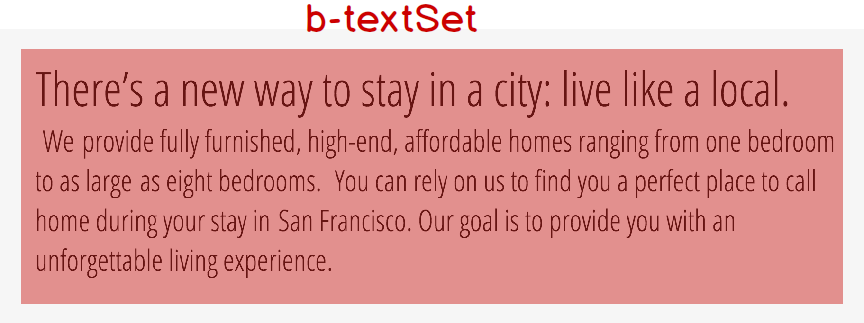 b-textSet
There's a new way to stay in a city: live like a local.
We provide fully furnished, high-end, affordable homes ranging from one bedroom
to as large as eight bedrooms.  You can rely on us to find you a perfect place to call
home during your stay in San Francisco. Our goal is to provide you with an
unforgettable living experience.